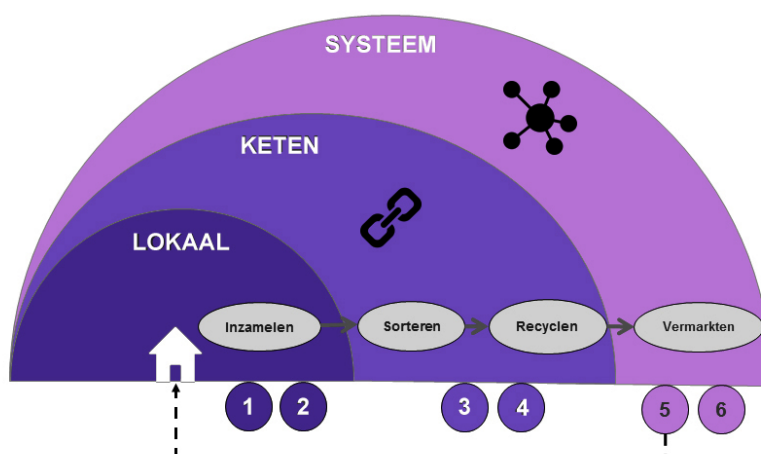 SYSTEEM
KETEN
LOKAAL
Inzamelen
Sorteren
Recyclen
Vermarkten
1
2
3
4
5
6